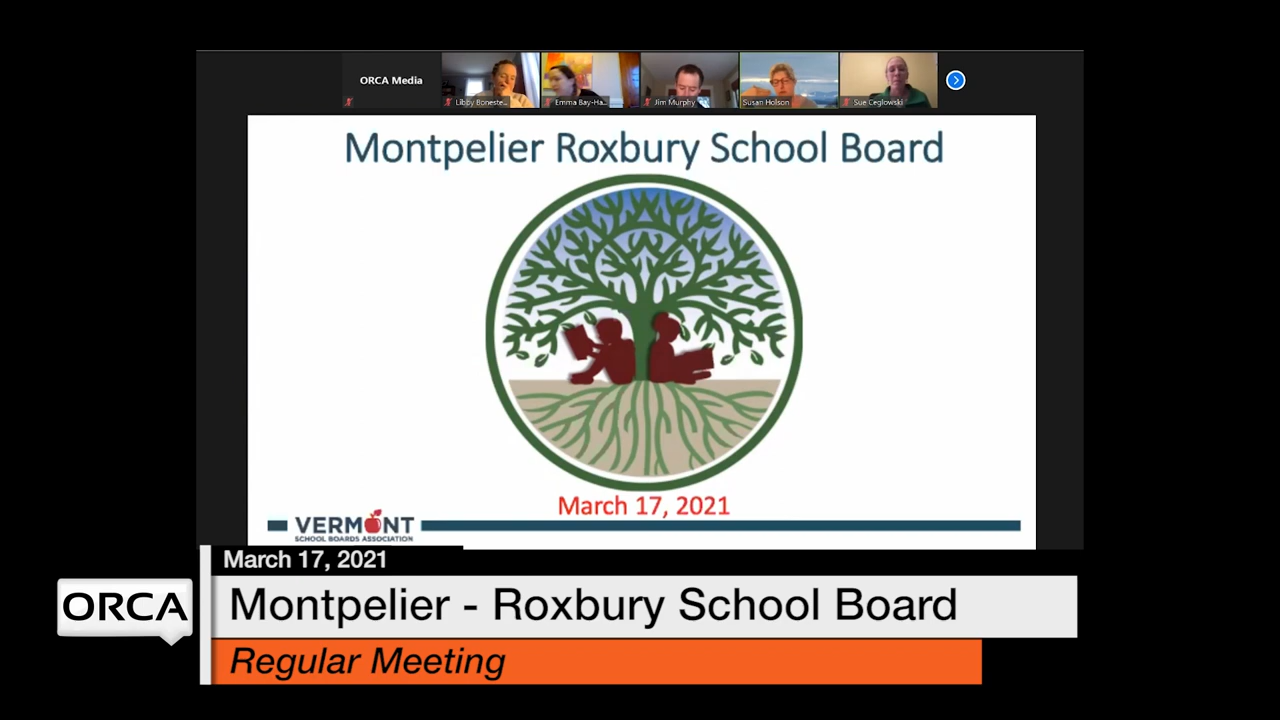 ORCA Media
Libby Boneste...
Emma Bay-Ha...
Jim Murphy
Susan Holson
Sue Ceglowski
Montpelier Roxbury School Board
March 17, 2021
VERMONT
SCHOOL BOARDS ASSOCIATION
March 17, 2021
ORCA
Montpelier - Roxbury School Board
Regular Meeting